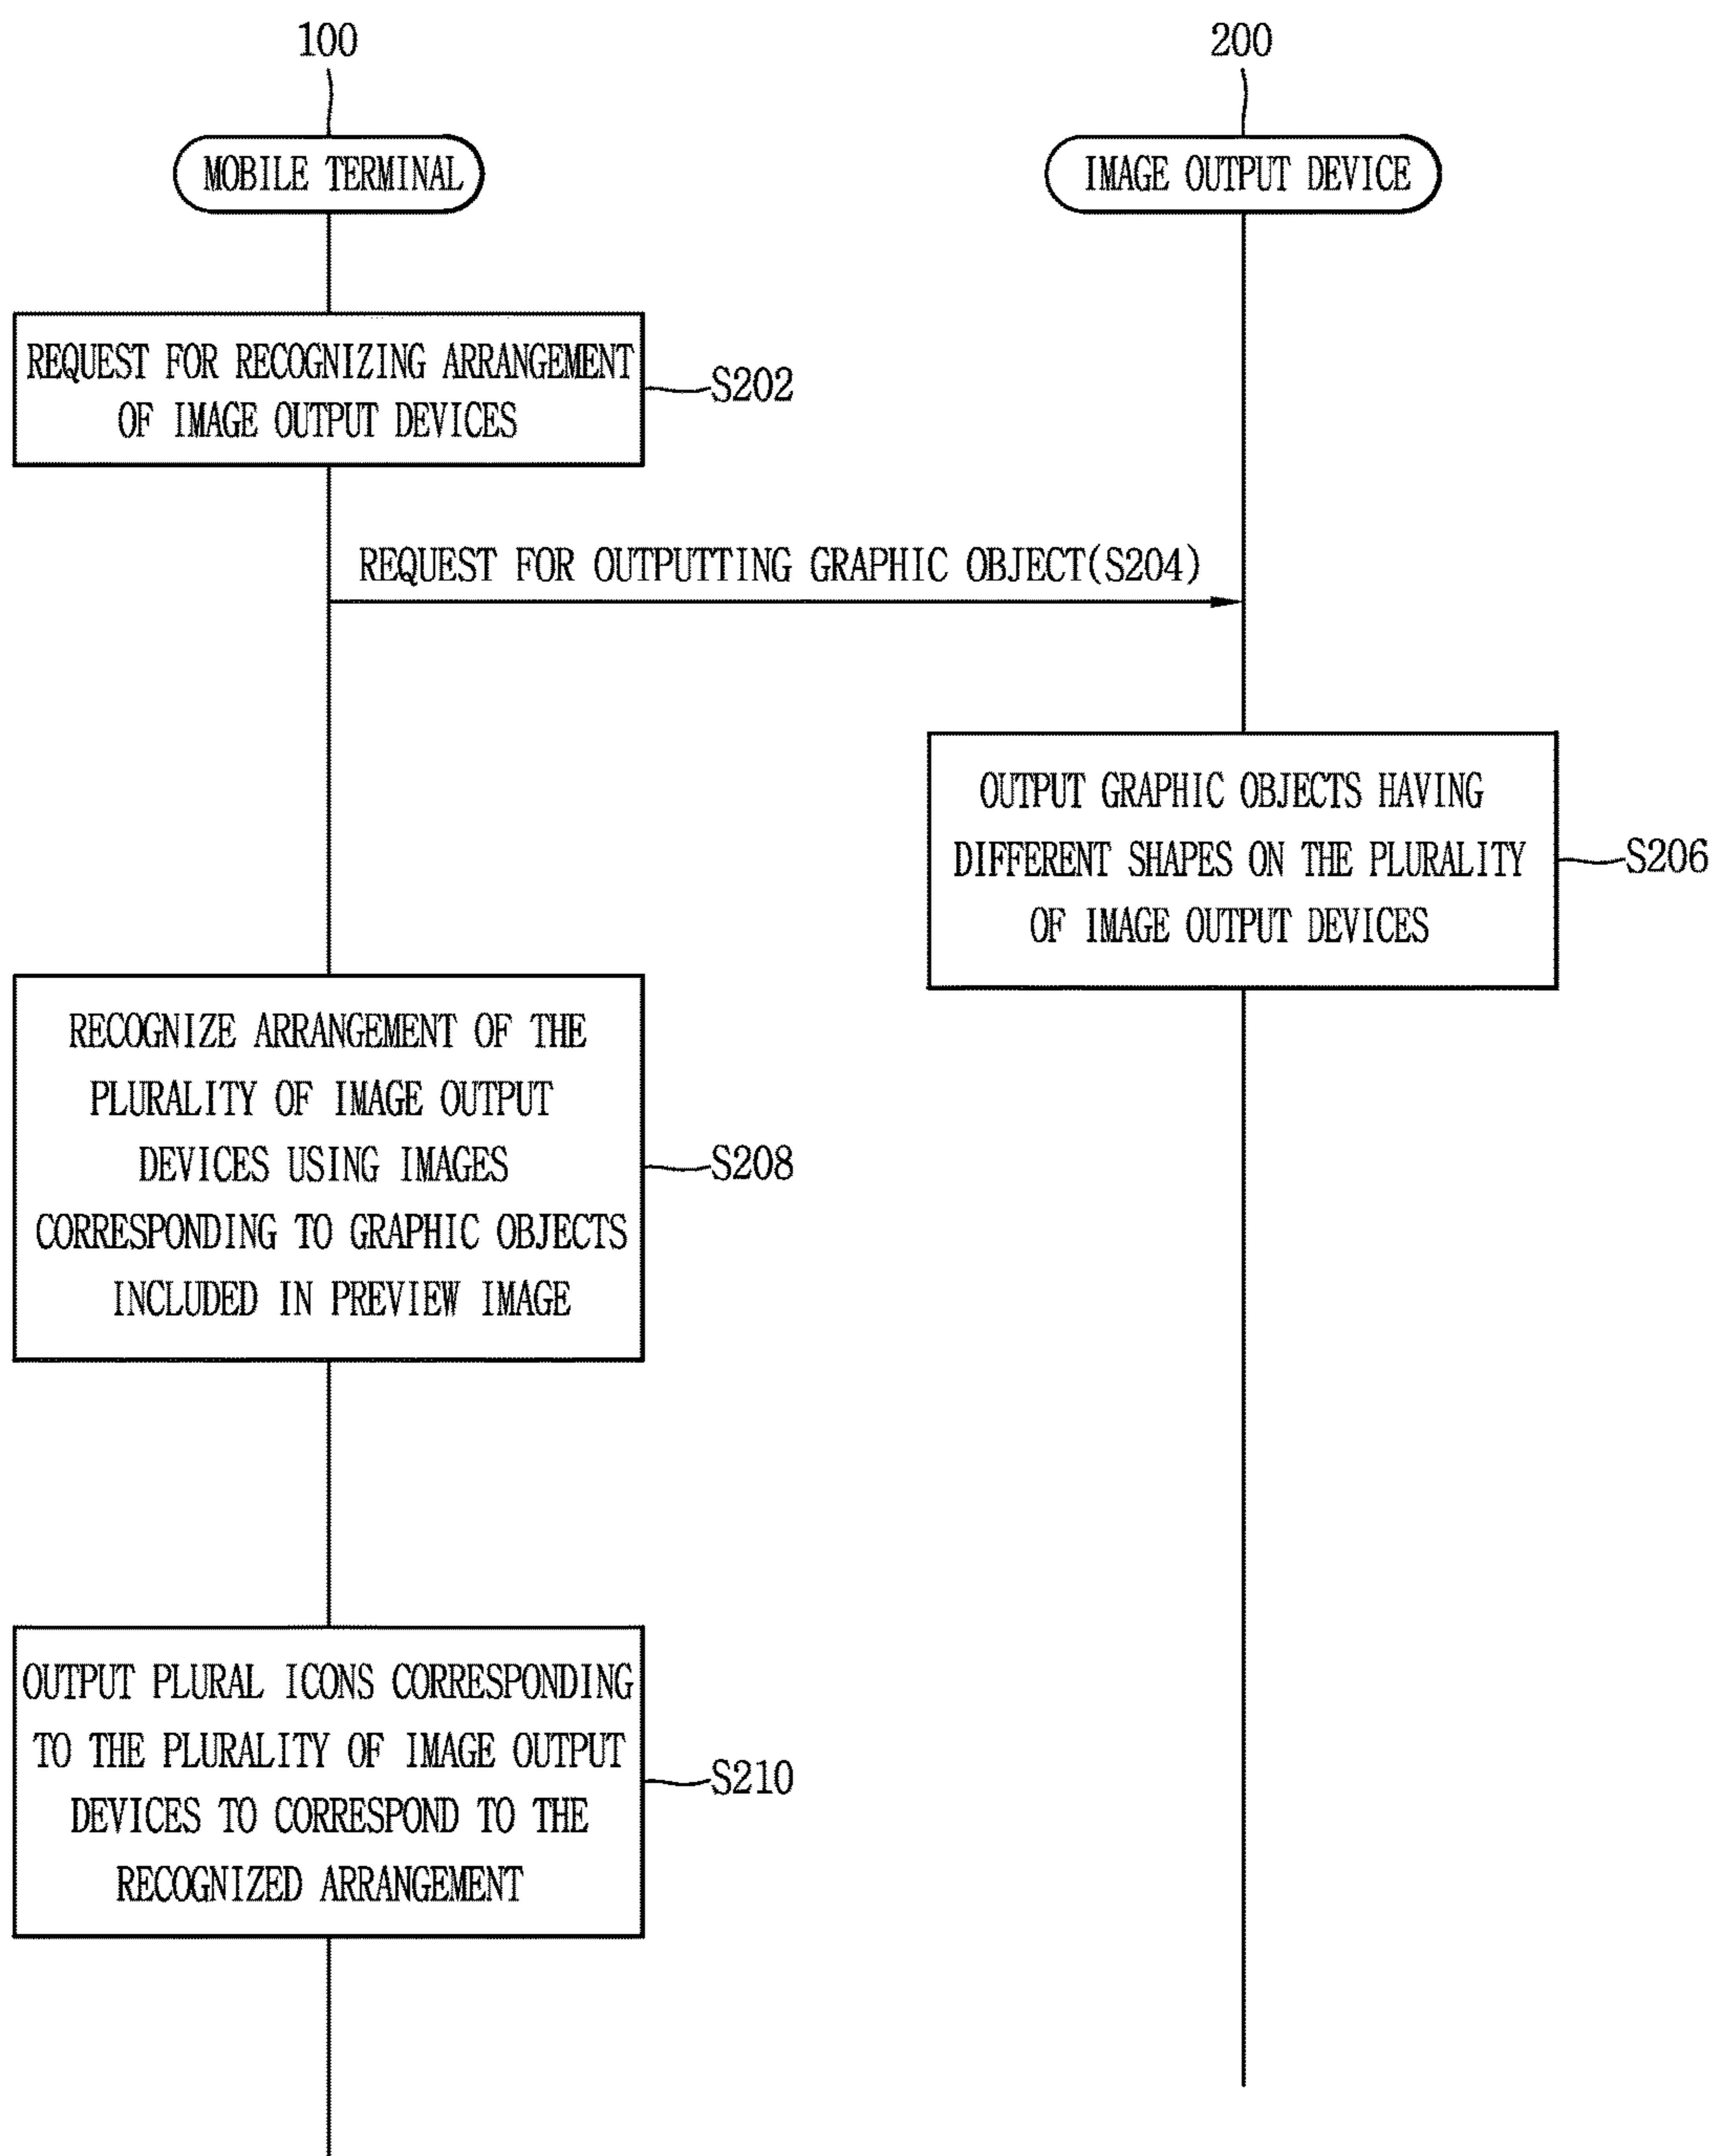 100
200
MOBILE TERMINAL
IMAGE OUTPUT DEVICE
REQUEST FOR RECOGNIZING ARRANGEMENT
OF IMAGE OUTPUT DEVICES
S202
REQUEST FOR OUTPUTTING GRAPHIC OBJECT(S204)
OUTPUT GRAPHIC OBJECTS HAVING
DIFFERENT SHAPES ON THE PLURALITY
OF IMAGE OUTPUT DEVICES
S206
RECOGNIZE ARRANGEMENT OF THE
PLURALITY OF IMAGE OUTPUT
DEVICES USING IMAGES
CORRESPONDING TO GRAPHIC OBJECTS
INCLUDED IN PREVIEW IMAGE
S208
OUTPUT PLURAL ICONS CORRESPONDING
TO THE PLURALITY OF IMAGE OUTPUT
DEVICES TO CORRESPOND TO THE
RECOGNIZED ARRANGEMENT
S210